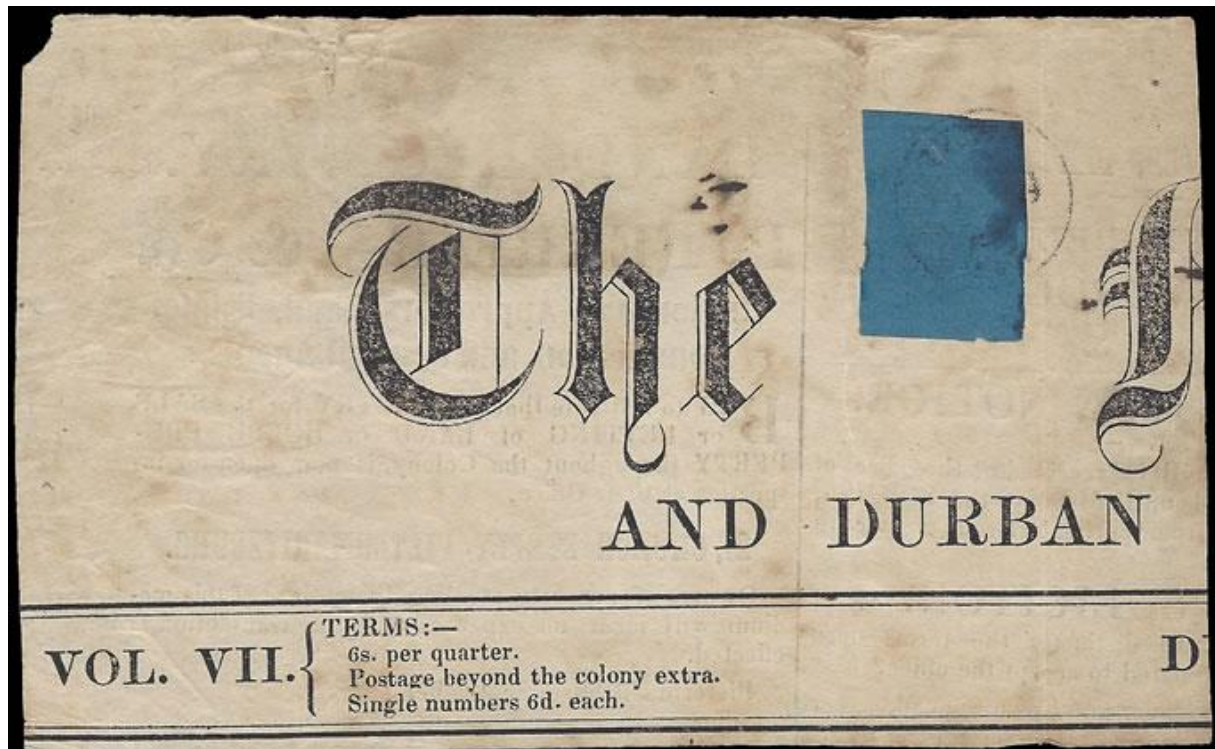 The
AND DURBAN
VOL. VII.
TERMS:—
6s. per quarter.
Postage beyond the colony extra.
Single numbers 6d. each.